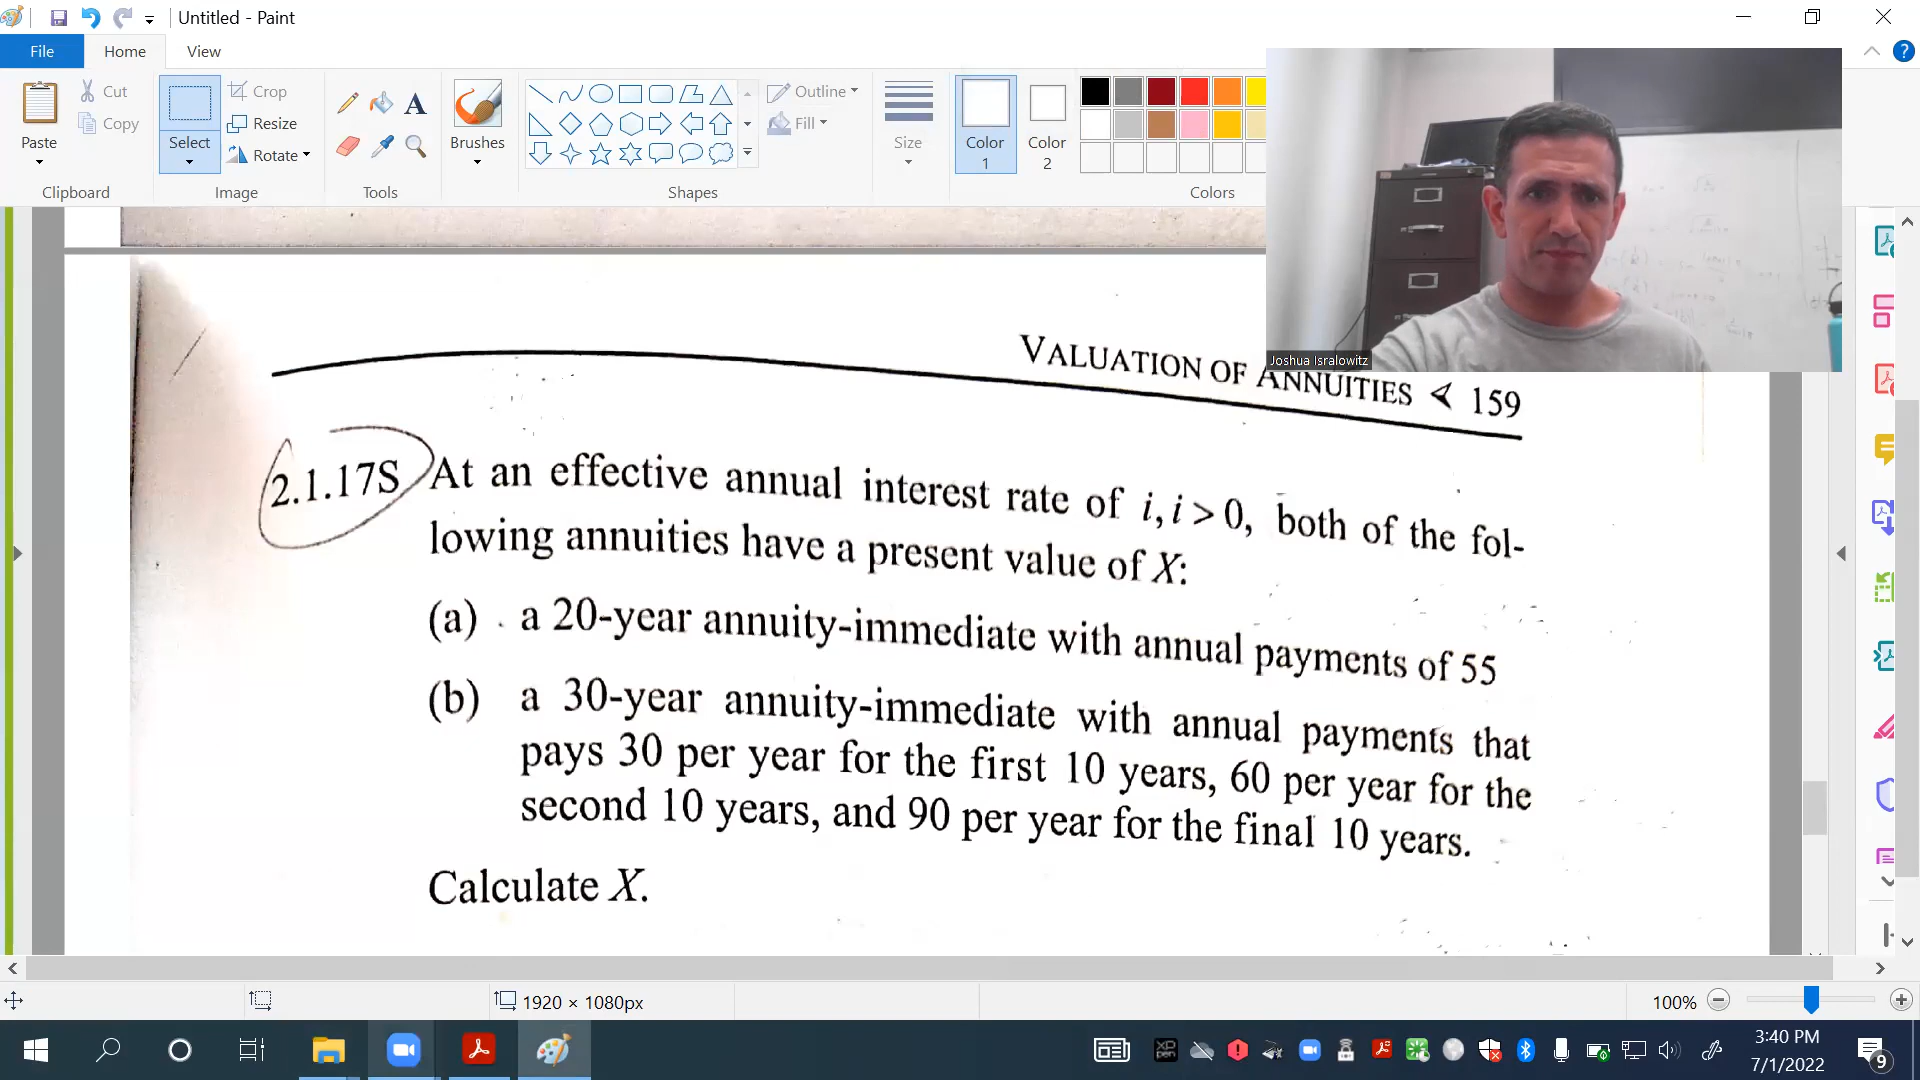 Untitled - Paint
File
Home
View
Paste
Cut
Copy
Clipboard
Select
Crop
Resize
Rotate
Image
Tools
Brushes
Shapes
Outline
Fill
Size
Color 1
Color 2
Colors
Joshua Isralowitz
VALUATION OF ANNUITIES < 159
2.1.17S At an effective annual interest rate of i, i > 0, both of the fol-
lowing annuities have a present value of X:
(a) a 20-year annuity-immediate with annual payments of 55
(b) a 30-year annuity-immediate with annual payments that
pays 30 per year for the first 10 years, 60 per year for the
second 10 years, and 90 per year for the final 10 years.
Calculate X.
1920 × 1080px
100%
3:40 PM
7/1/2022
9